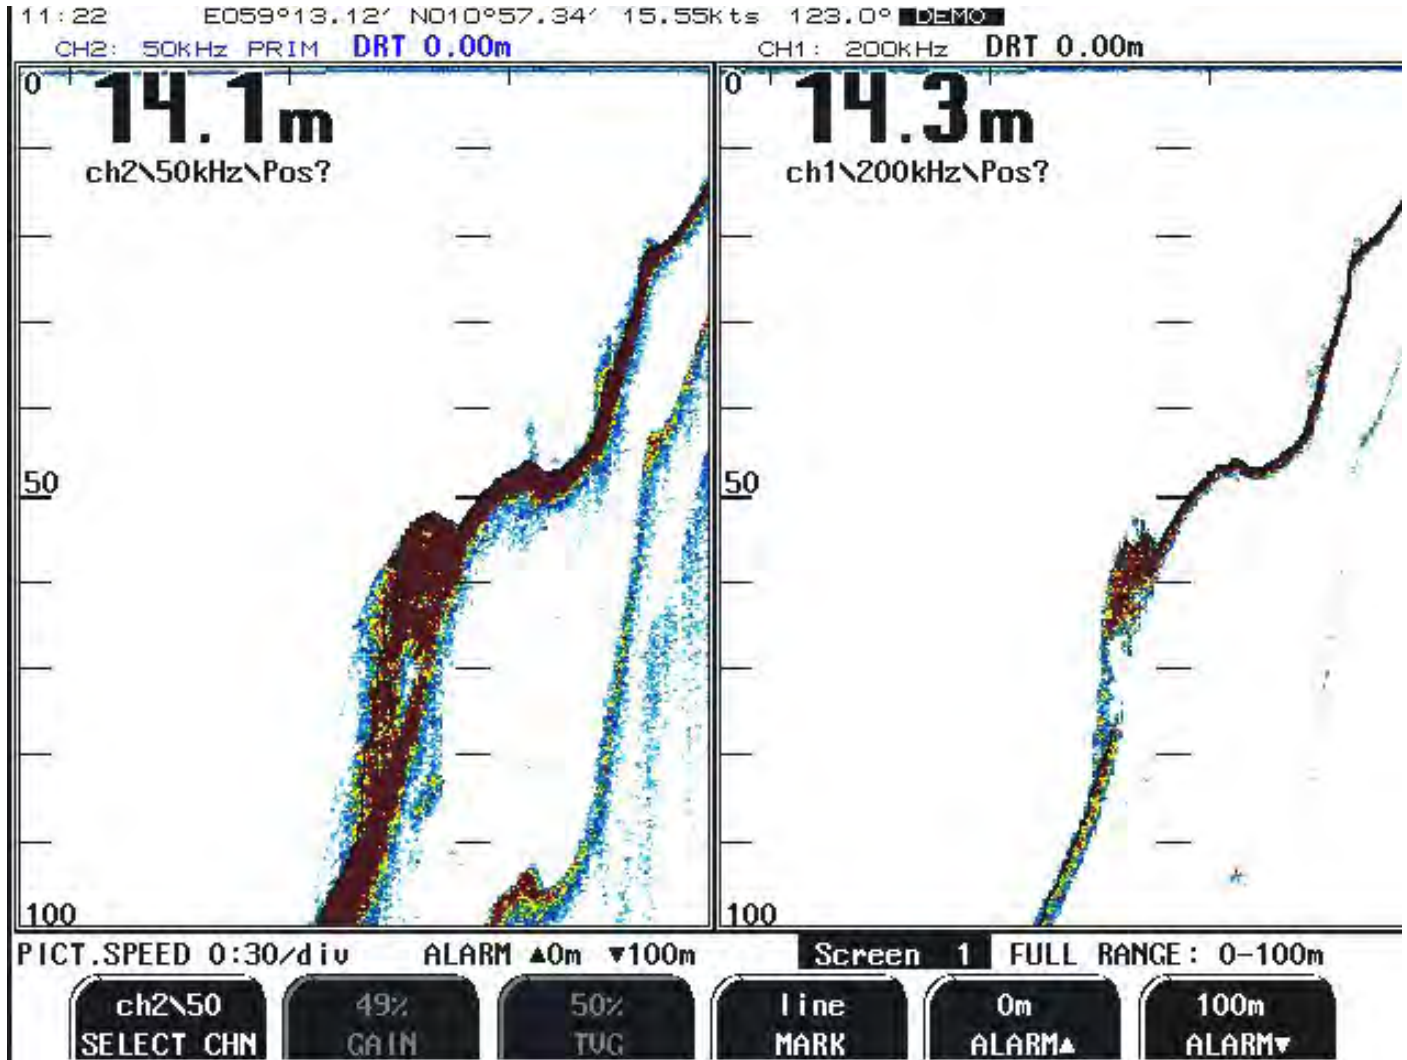 11:22 E059°13.12′ N010°57.34′ 15.55kts 123.0° DEMO
CH2: 50kHz PRIM DRT 0.00m CH1: 200kHz DRT 0.00m
0 0
14.1m 14.3m
ch2\50kHz\Pos? ch1\200kHz\Pos?
50 50
100 100
PICT.SPEED 0:30/div ALARM ▲0m ▼100m Screen 1 FULL RANGE: 0-100m
ch2\50 49% 50% line 0m 100m
SELECT CHN GAIN TVG MARK ALARM▲ ALARM▼